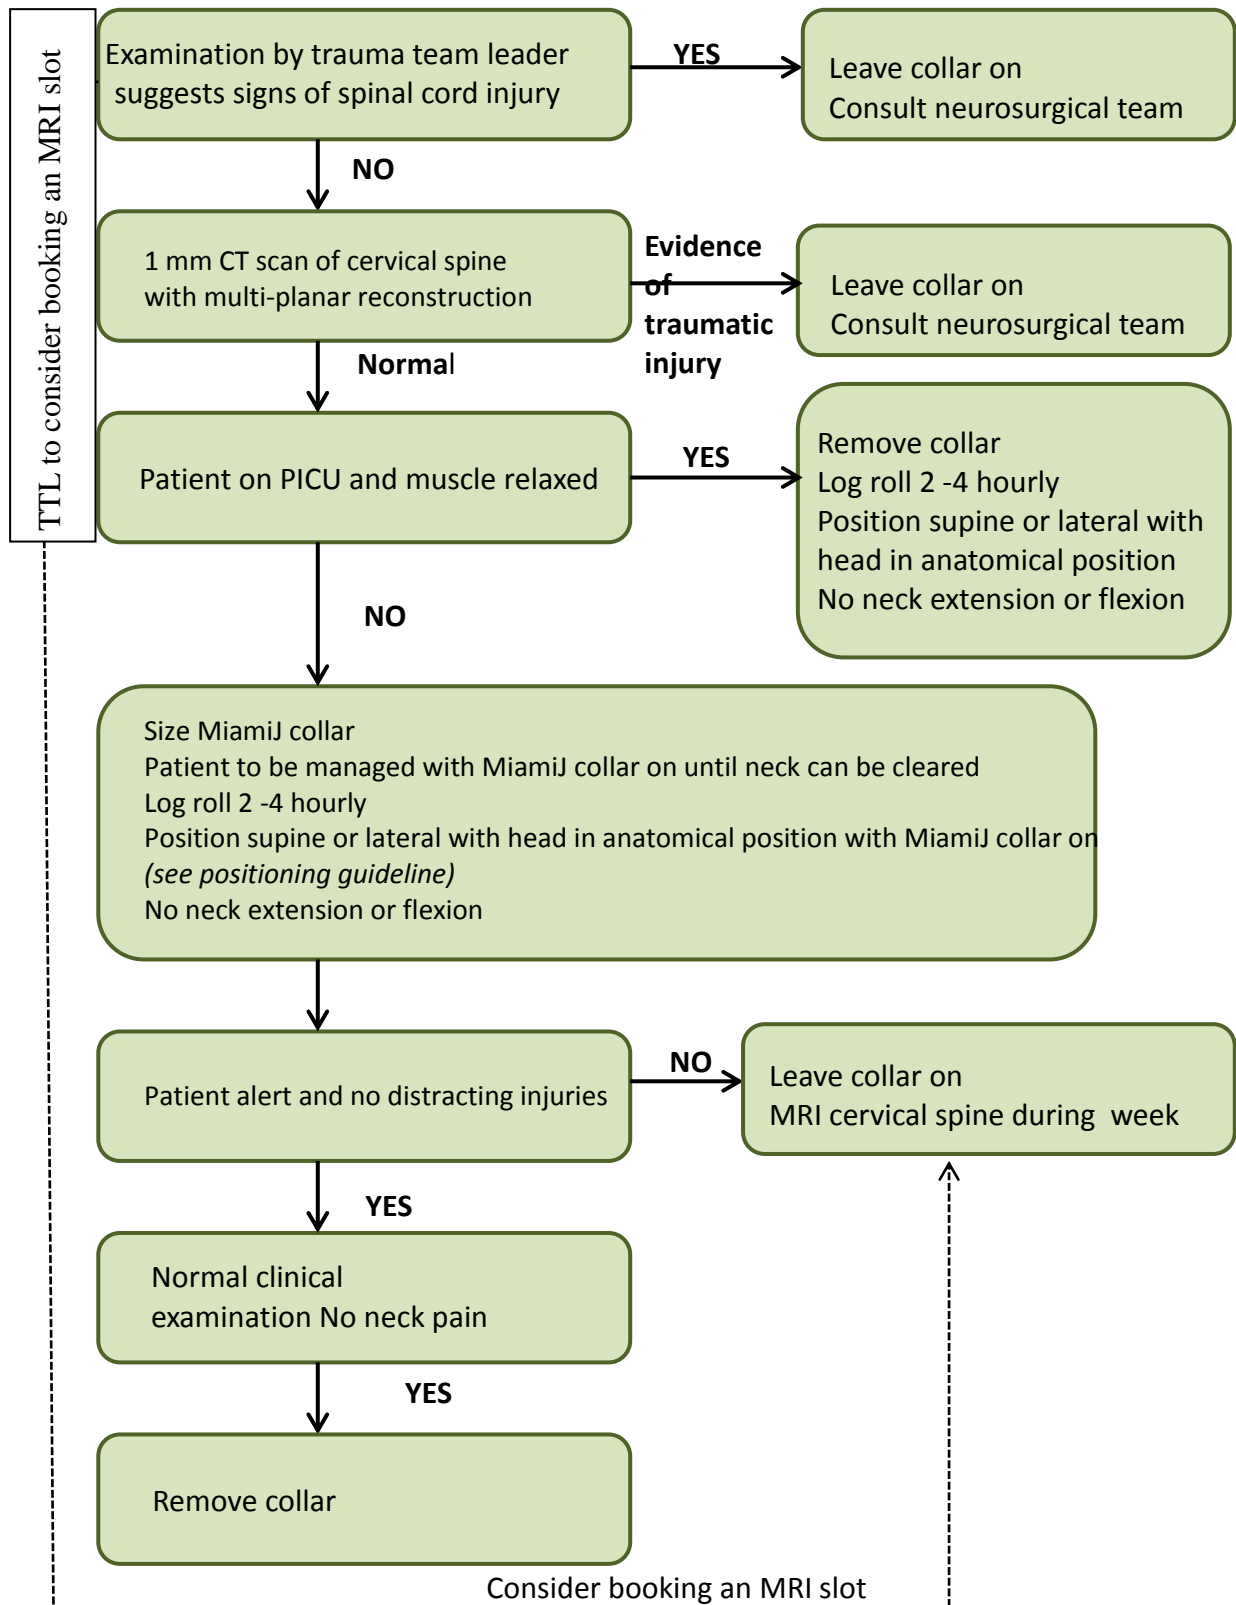 TTL to consider booking an MRI slot
Examination by trauma team leader
suggests signs of spinal cord injury
YES
Leave collar on
Consult neurosurgical team
NO
1 mm CT scan of cervical spine
with multi-planar reconstruction
Evidence
of
traumatic
injury
Leave collar on
Consult neurosurgical team
Normal
Patient on PICU and muscle relaxed
YES
Remove collar
Log roll 2 -4 hourly
Position supine or lateral with
head in anatomical position
No neck extension or flexion
NO
Size MiamiJ collar
Patient to be managed with MiamiJ collar on until neck can be cleared
Log roll 2 -4 hourly
Position supine or lateral with head in anatomical position with MiamiJ collar on
(see positioning guideline)
No neck extension or flexion
Patient alert and no distracting injuries
NO
Leave collar on
MRI cervical spine during  week
YES
Normal clinical
examination No neck pain
YES
Remove collar
Consider booking an MRI slot